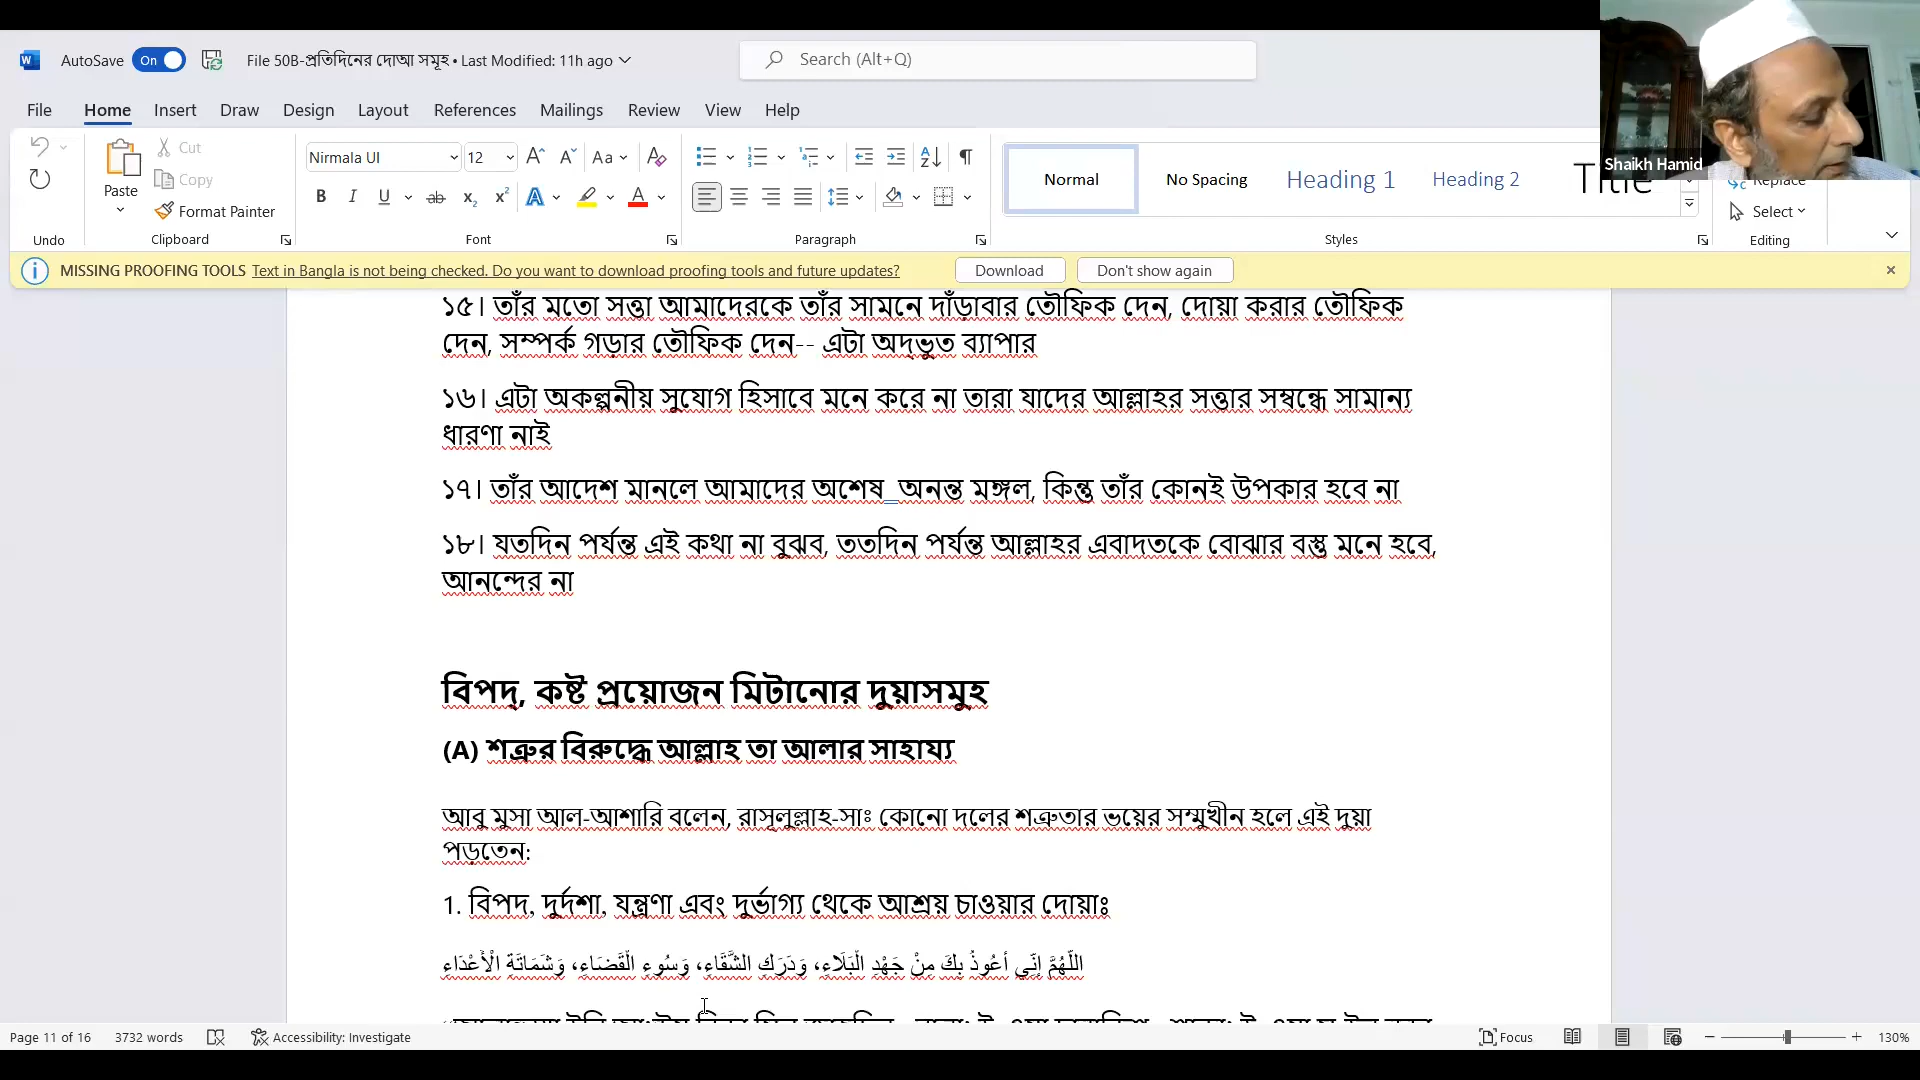 AutoSave On File 50B-প্রতিদিনের দোআ সমূহ • Last Modified: 11h ago Search (Alt+Q)
File Home Insert Draw Design Layout References Mailings Review View Help
Shaikh Hamid
Paste
Cut
Copy
Format Painter
Nirmala UI 12
Normal No Spacing Heading 1 Heading 2 Title
Replace
Select
Undo Clipboard Font Paragraph Styles Editing
MISSING PROOFING TOOLS Text in Bangla is not being checked. Do you want to download proofing tools and future updates? Download Don't show again
১৫। তাঁর মতো সত্তা আমাদেরকে তাঁর সামনে দাঁড়াবার তৌফিক দেন, দোয়া করার তৌফিক
দেন, সম্পর্ক গড়ার তৌফিক দেন-- এটা অদ্ভুত ব্যাপার
১৬। এটা অকল্পনীয় সুযোগ হিসাবে মনে করে না তারা যাদের আল্লাহর সত্তার সম্বন্ধে সামান্য
ধারণা নাই
১৭। তাঁর আদেশ মানলে আমাদের অশেষ অনন্ত মঙ্গল, কিন্তু তাঁর কোনই উপকার হবে না
১৮। যতদিন পর্যন্ত এই কথা না বুঝব, ততদিন পর্যন্ত আল্লাহর এবাদতকে বোঝার বস্তু মনে হবে,
আনন্দের না
বিপদ, কষ্ট প্রয়োজন মিটানোর দুয়াসমুহ
(A) শত্রুর বিরুদ্ধে আল্লাহ তা আলার সাহায্য
আবু মুসা আল-আশারি বলেন, রাসূলুল্লাহ-সাঃ কোনো দলের শত্রুতার ভয়ের সম্মুখীন হলে এই দুয়া
পড়তেন:
1. বিপদ, দুর্দশা, যন্ত্রণা এবং দুর্ভাগ্য থেকে আশ্রয় চাওয়ার দোয়াঃ
اللَّهُمَّ إِنِّي أَعُوذُ بِكَ مِنْ جَهْدِ الْبَلَاءِ، وَدَرَكِ الشَّقَاءِ، وَسُوءِ الْقَضَاءِ، وَشَمَاتَةِ الْأَعْدَاءِ
Page 11 of 16 3732 words Accessibility: Investigate Focus 130%